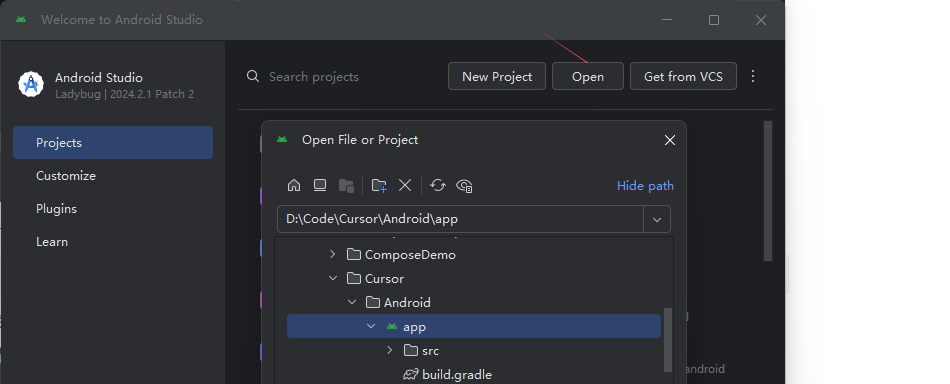 Welcome to Android Studio
Android Studio
Ladybug | 2024.2.1 Patch 2
Search projects
New Project
Open
Get from VCS
Projects
Customize
Plugins
Learn
Open File or Project
Hide path
D:\Code\Cursor\Android\app
ComposeDemo
Cursor
Android
app
src
build.gradle
android